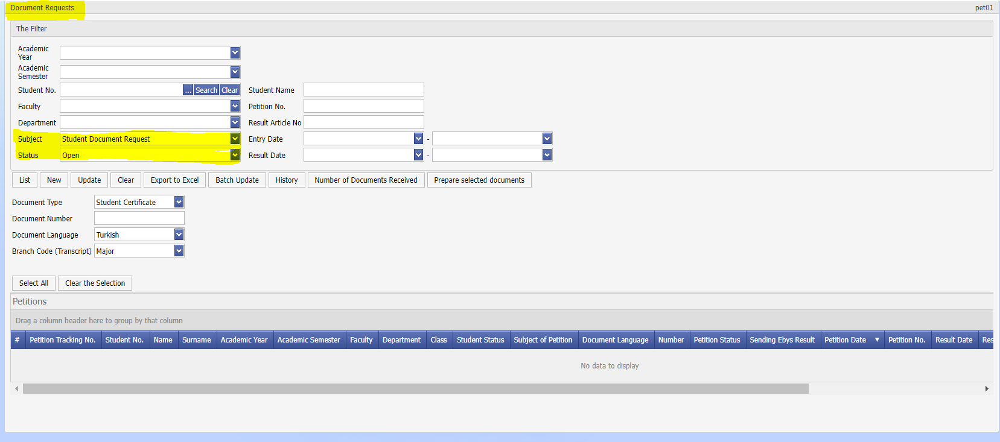 Document Requests pet01
The Filter
Academic Year
Academic Semester
Student No. ... Search Clear Student Name
Faculty Petition No.
Department Result Article No
Subject Student Document Request Entry Date -
Status Open Result Date -
List New Update Clear Export to Excel Batch Update History Number of Documents Received Prepare selected documents
Document Type Student Certificate
Document Number
Document Language Turkish
Branch Code (Transcript) Major
Select All Clear the Selection
Petitions
Drag a column header here to group by that column
# Petition Tracking No. Student No. Name Surname Academic Year Academic Semester Faculty Department Class Student Status Subject of Petition Document Language Number Petition Status Sending Ebys Result Petition Date Petition No. Result Date Res
No data to display